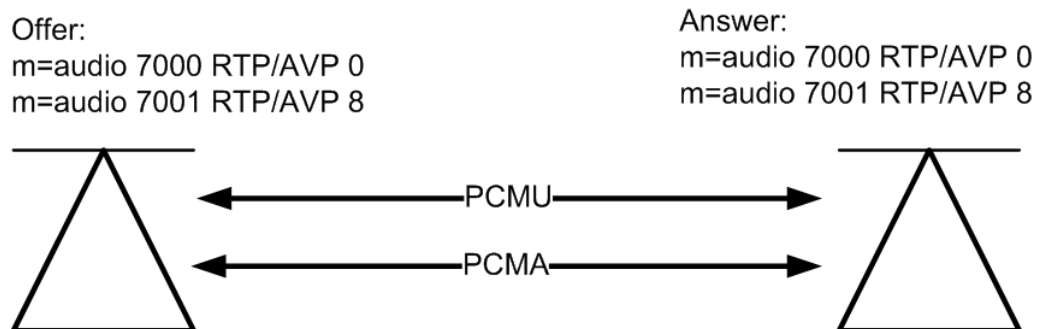 Offer:
m=audio 7000 RTP/AVP 0
m=audio 7001 RTP/AVP 8
Answer:
m=audio 7000 RTP/AVP 0
m=audio 7001 RTP/AVP 8
PCMU
PCMA